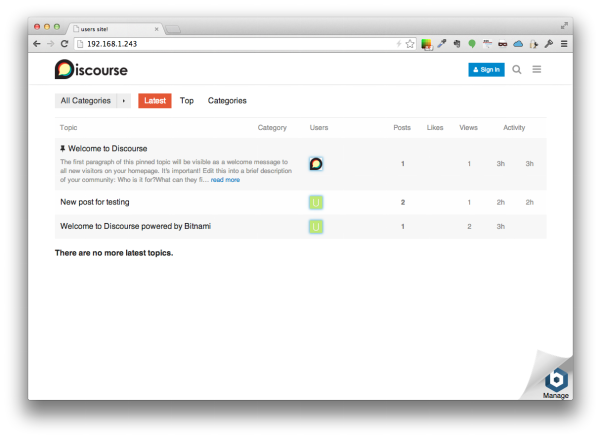 users site!
192.168.1.243
Discourse
Sign In
All Categories
Latest
Top
Categories
Topic Category Users Posts Likes Views Activity
Welcome to Discourse
The first paragraph of this pinned topic will be visible as a welcome message to
all new visitors on your homepage. It's important! Edit this into a brief description
of your community: Who is it for?What can they fi... read more
1 1 3h 3h
New post for testing U 2 1 2h 2h
Welcome to Discourse powered by Bitnami U 1 2 3h
There are no more latest topics.
b
Manage